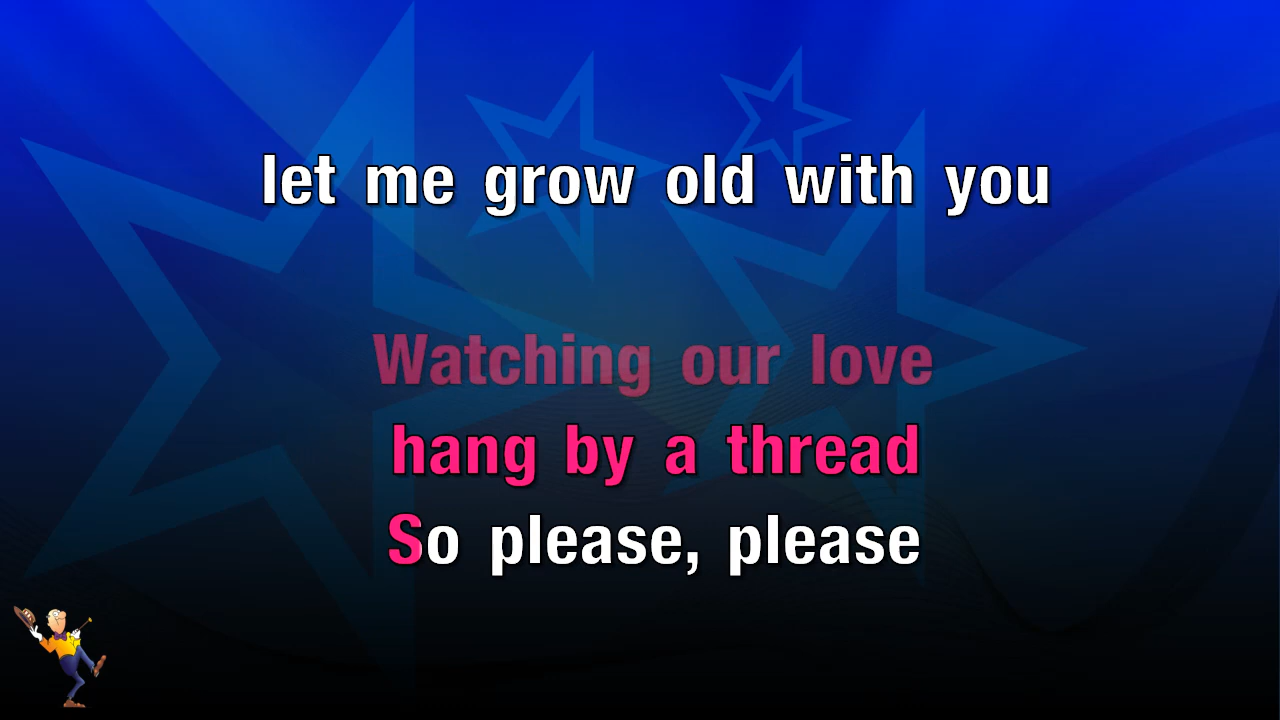 let me grow old with you
Watching our love
hang by a thread
So please, please